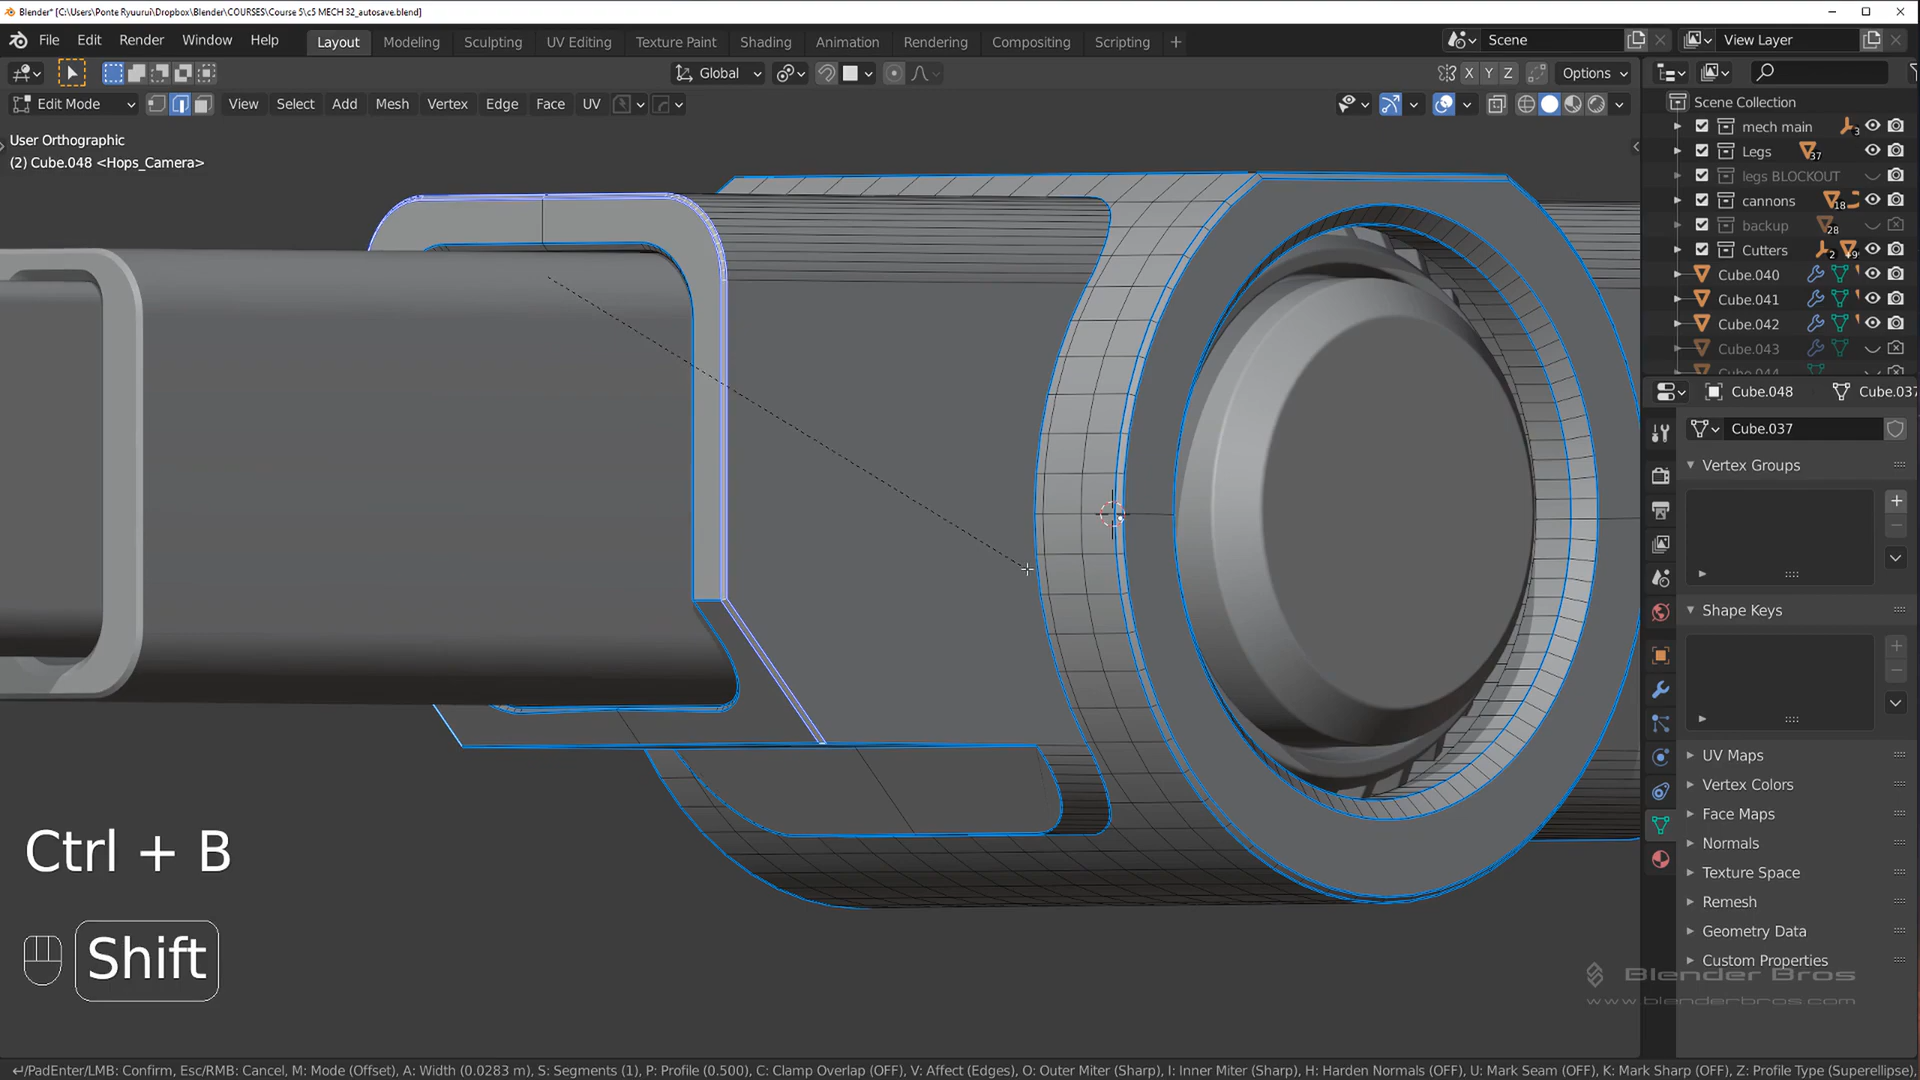 Blender* [C:\Users\Ponte Ryuurui\Dropbox\Blender\COURSES\Course 5\c5 MECH 32_autosave.blend]
File Edit Render Window Help Layout Modeling Sculpting UV Editing Texture Paint Shading Animation Rendering Compositing Scripting + Scene View Layer
Global X Y Z Options
Edit Mode View Select Add Mesh Vertex Edge Face UV
User Orthographic
(2) Cube.048 <Hops_Camera>
Scene Collection
mech main 3
Legs 37
legs BLOCKOUT
cannons 18
backup 28
Cutters 2 9
Cube.040
Cube.041
Cube.042
Cube.043
Cube.048 Cube.037
Cube.037
Vertex Groups
Shape Keys
UV Maps
Vertex Colors
Face Maps
Normals
Texture Space
Remesh
Geometry Data
Custom Properties
Ctrl + B
Shift
Blender Bros
www.blenderbros.com
↵/PadEnter/LMB: Confirm, Esc/RMB: Cancel, M: Mode (Offset), A: Width (0.0283 m), S: Segments (1), P: Profile (0.500), C: Clamp Overlap (OFF), V: Affect (Edges), O: Outer Miter (Sharp), I: Inner Miter (Sharp), H: Harden Normals (OFF), U: Mark Seam (OFF), K: Mark Sharp (OFF), Z: Profile Type (Superellipse),